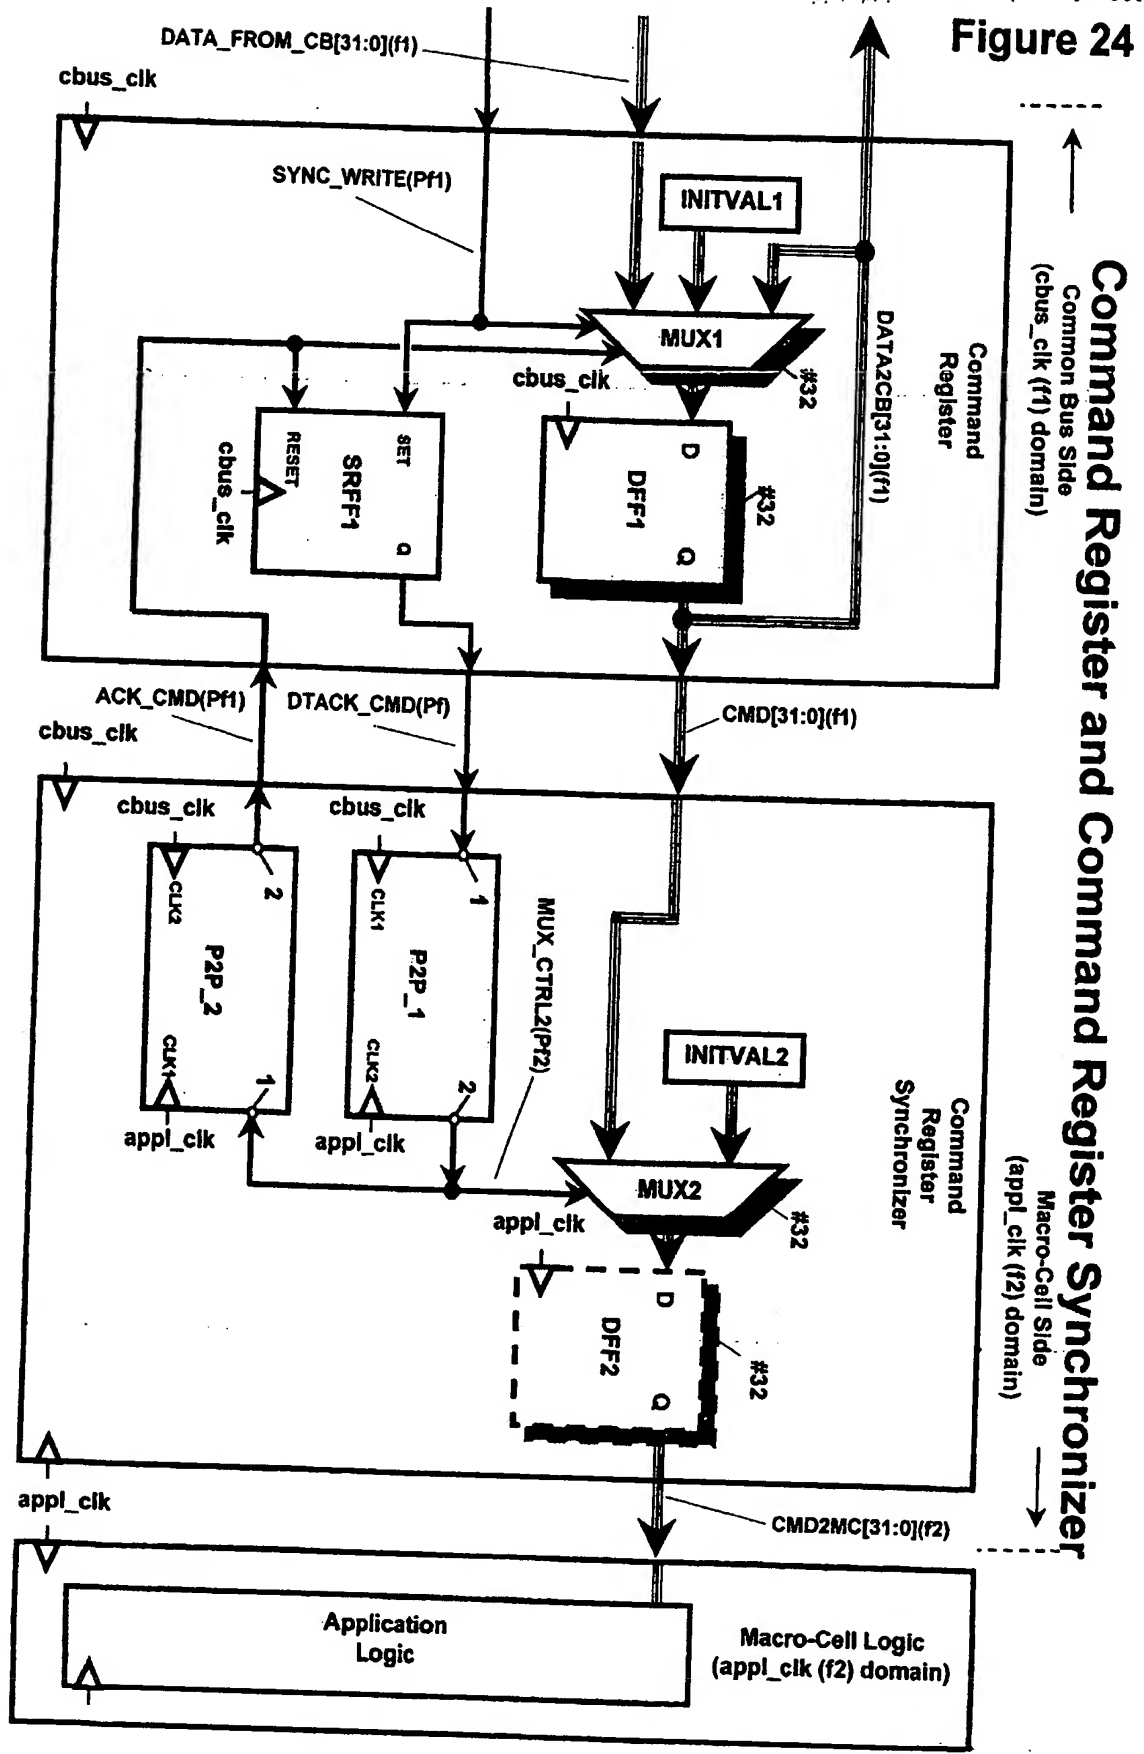 Figure 24
Command Register and Command Register Synchronizer
Common Bus Side
(cbus_clk (f1) domain)
Macro-Cell Side
(appl_clk (f2) domain)
DATA_FROM_CB[31:0](f1)
cbus_clk
SYNC_WRITE(Pf1)
INITVAL1
MUX1
#32
DATA2CB[31:0](f1)
Command
Register
cbus_clk
D
DFF1
Q
#32
RESET
SET
SRFF1
Q
cbus_clk
ACK_CMD(Pf1)
DTACK_CMD(Pf)
CMD[31:0](f1)
cbus_clk
cbus_clk
cbus_clk
2
CLK2
P2P_2
CLK1
1
appl_clk
1
CLK1
P2P_1
CLK2
2
appl_clk
MUX_CTRL2(Pf2)
INITVAL2
Command
Register
Synchronizer
MUX2
#32
appl_clk
D
DFF2
Q
#32
appl_clk
CMD2MC[31:0](f2)
Application
Logic
Macro-Cell Logic
(appl_clk (f2) domain)